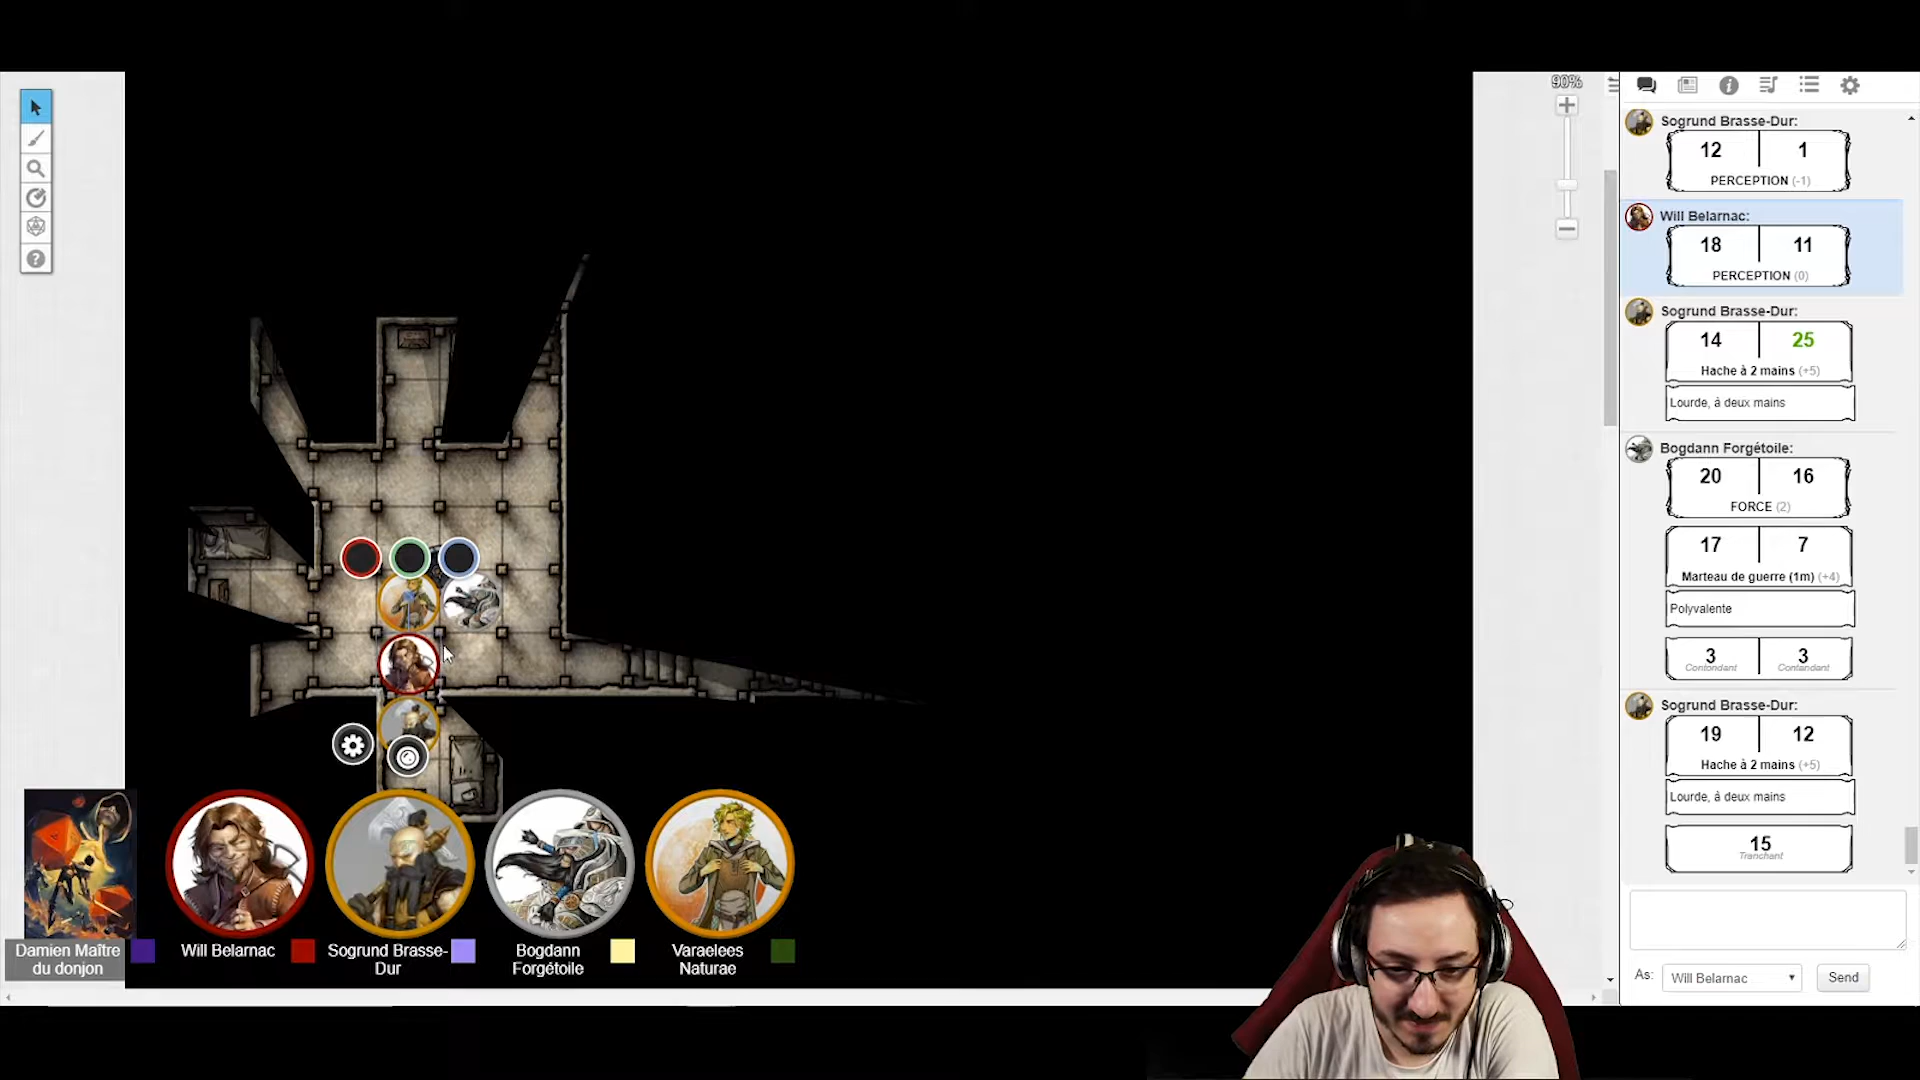 90%
Sogrund Brasse-Dur:
12 1
PERCEPTION (-1)
Will Belarnac:
18 11
PERCEPTION (0)
Sogrund Brasse-Dur:
14 25
Hache à 2 mains (+5)
Lourde, à deux mains
Bogdann Forgétoile:
20 16
FORCE (2)
17 7
Marteau de guerre (1m) (+4)
Polyvalente
3 3
Contondant Contandant
Sogrund Brasse-Dur:
19 12
Hache à 2 mains (+5)
Lourde, à deux mains
15
Tranchant
As: Will Belarnac Send
Damien Maître
du donjon
Will Belarnac
Sogrund Brasse-
Dur
Bogdann
Forgétoile
Varaelees
Naturae